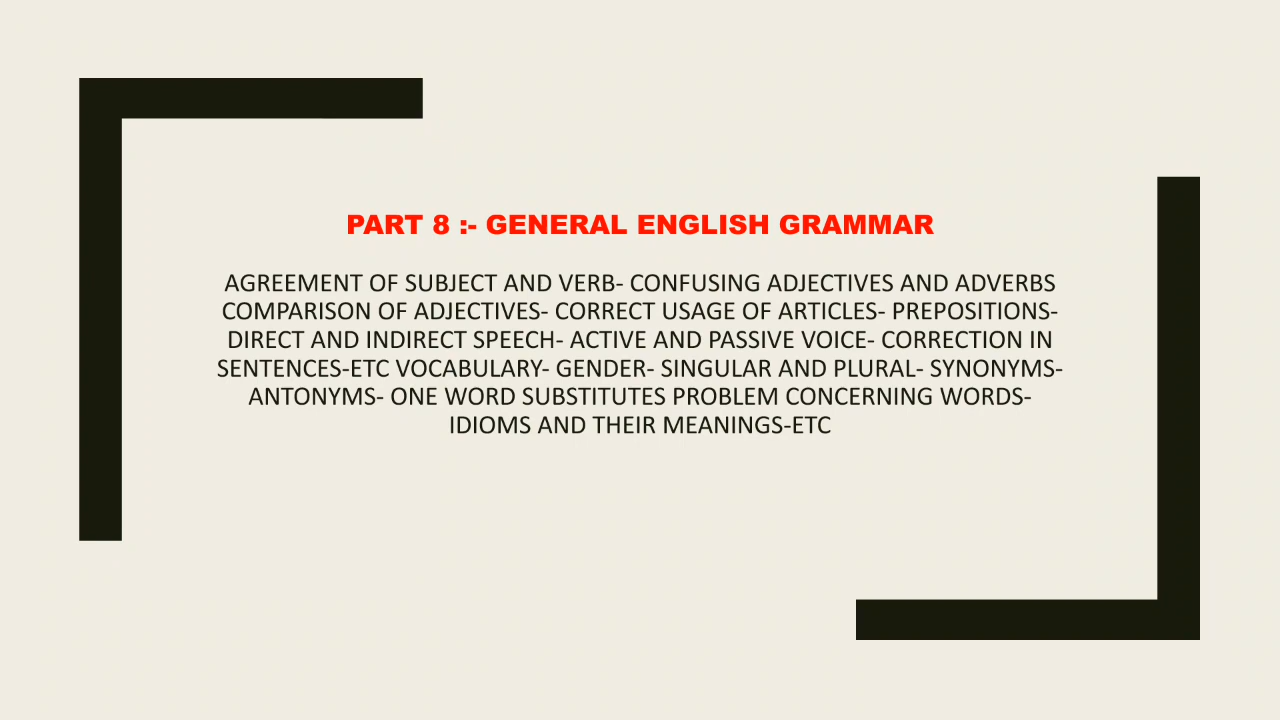 PART 8 :- GENERAL ENGLISH GRAMMAR
AGREEMENT OF SUBJECT AND VERB- CONFUSING ADJECTIVES AND ADVERBS
COMPARISON OF ADJECTIVES- CORRECT USAGE OF ARTICLES- PREPOSITIONS-
DIRECT AND INDIRECT SPEECH- ACTIVE AND PASSIVE VOICE- CORRECTION IN
SENTENCES-ETC VOCABULARY- GENDER- SINGULAR AND PLURAL- SYNONYMS-
ANTONYMS- ONE WORD SUBSTITUTES PROBLEM CONCERNING WORDS-
IDIOMS AND THEIR MEANINGS-ETC